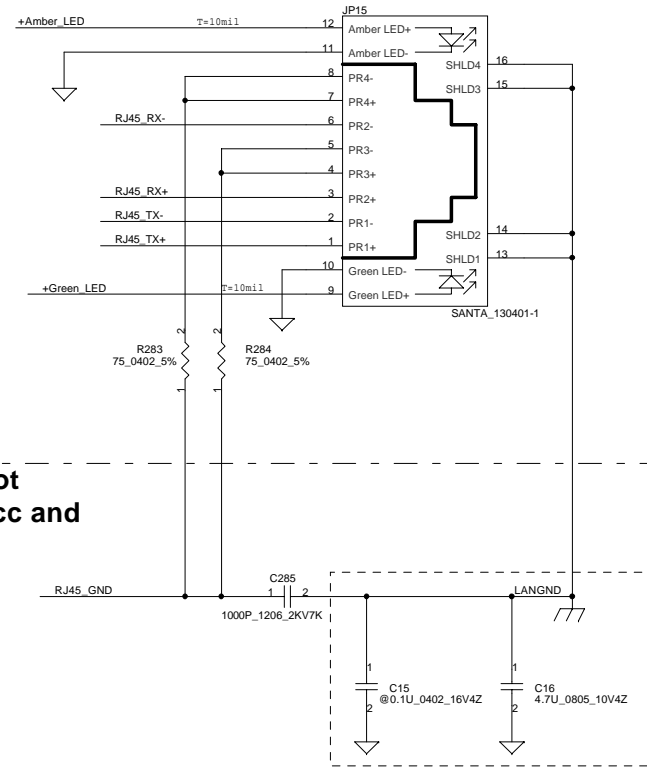 JP15
+Amber_LED T=10mil 12 Amber LED+
11 Amber LED-
SHLD4 16
8 PR4-
SHLD3 15
7 PR4+
RJ45_RX- 6 PR2-
5 PR3-
4 PR3+
RJ45_RX+ 3 PR2+
RJ45_TX- 2 PR1-
SHLD2 14
RJ45_TX+ 1 PR1+
SHLD1 13
10 Green LED-
+Green_LED T=10mil 9 Green LED+
SANTA_130401-1
2 2
R283 R284
75_0402_5% 75_0402_5%
1 1
ot
cc and
C285
RJ45_GND 1 2 LANGND
1000P_1206_2KV7K
1 1
C15 C16
@0.1U_0402_16V4Z 4.7U_0805_10V4Z
2 2